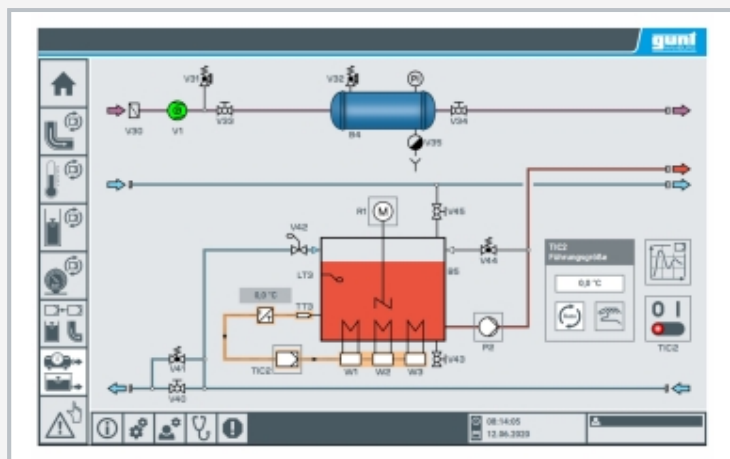 gunt
V31
V32
PI
V30
V1
V33
B4
V34
V35
V42
R1
M
V45
LT3
B5
V44
TIC2
Führungsgröße
0,0 °C
0,0 °C
TT3
P2
0 I
TIC2
TIC2
W1
W2
W3
V43
V41
V40
08:14:05
12.06.2020